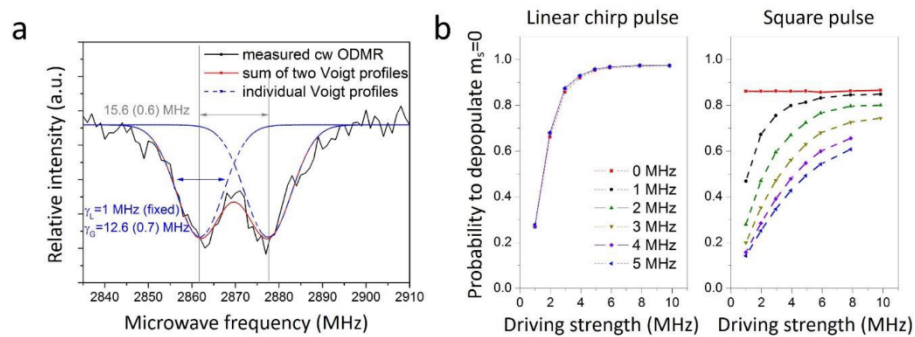 a
Relative intensity (a.u.)
measured cw ODMR
sum of two Voigt profiles
individual Voigt profiles
15.6 (0.6) MHz
γL=1 MHz (fixed)
γG=12.6 (0.7) MHz
2840 2850 2860 2870 2880 2890 2900 2910
Microwave frequency (MHz)
b
Linear chirp pulse
Square pulse
Probability to depopulate ms=0
1.0
0.8
0.6
0.4
0.2
0.0
0 MHz
1 MHz
2 MHz
3 MHz
4 MHz
5 MHz
0 2 4 6 8 10
Driving strength (MHz)
1.0
0.8
0.6
0.4
0.2
0.0
0 2 4 6 8 10
Driving strength (MHz)